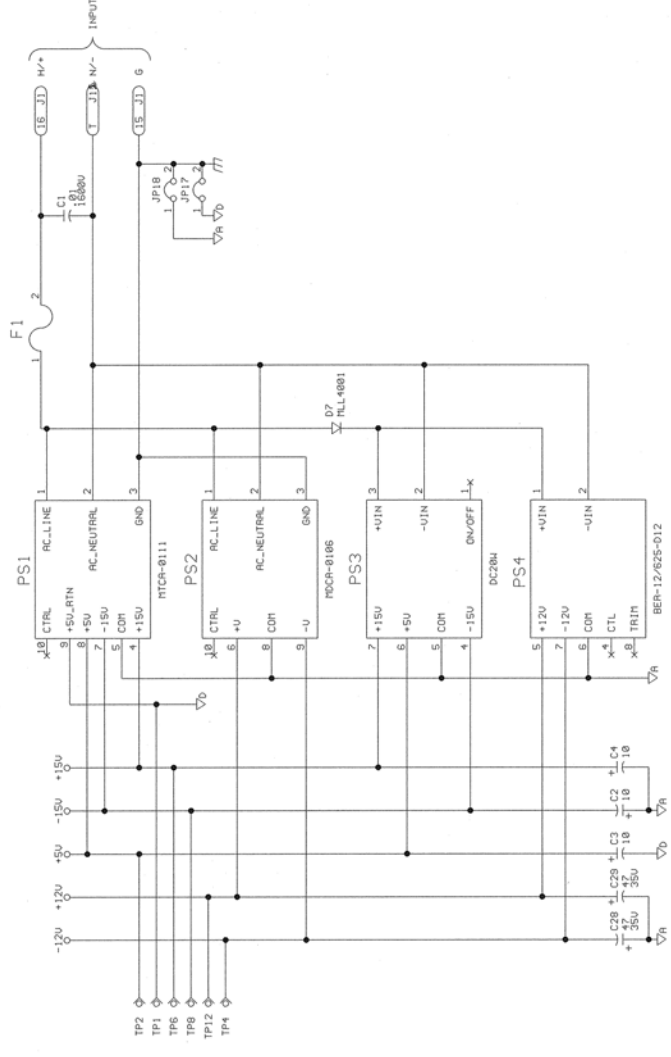 INPUT
H/+
16 J1
N/-
T J1
G
15 J1
C1
.01
1600V
F1
1
2
JP18
1
2
JP17
1
2
A
D
D7
MLL4001
PS1
MTCA-0111
AC_LINE
1
AC_NEUTRAL
2
GND
3
CTRL
10
+5V_RTN
9
+5V
8
-15V
7
COM
5
+15V
4
PS2
MDCA-0106
AC_LINE
1
AC_NEUTRAL
2
GND
3
CTRL
10
+V
6
COM
8
-V
9
PS3
DC20W
+VIN
3
-VIN
2
ON/OFF
1
+15V
7
+5V
6
COM
5
-15V
4
PS4
BER-12/625-D12
+VIN
1
-VIN
2
+12V
5
-12V
7
COM
6
CTL
4
TRIM
8
D
A
+15V
-15V
+5V
+12V
-12V
C4
+
10
C2
+
10
C3
+
10
C29
+
47
35V
C28
+
47
35V
A
D
A
TP2
TP1
TP6
TP8
TP12
TP4